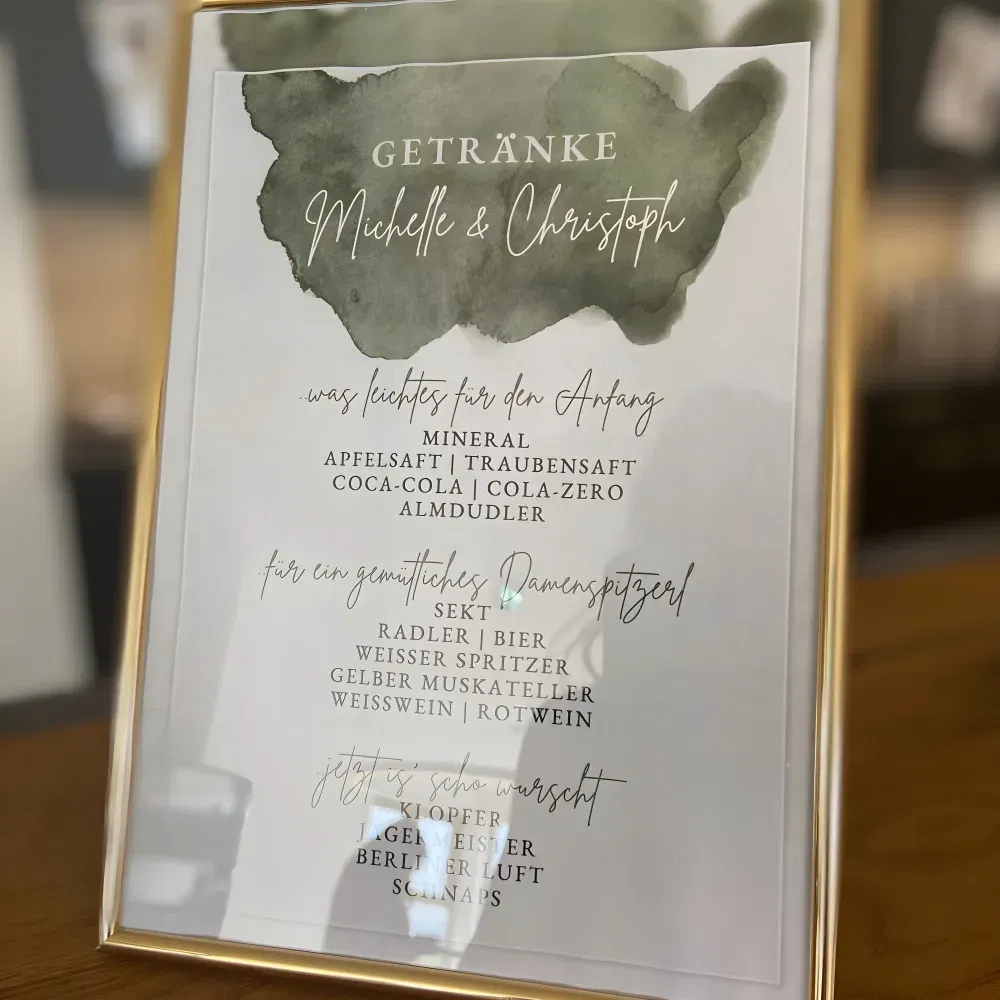 GETRÄNKE
Michelle & Christoph
..was leichtes für den Anfang
MINERAL
APFELSAFT | TRAUBENSAFT
COCA-COLA | COLA-ZERO
ALMDUDLER
..für ein gemütliches Damenspitzerl
SEKT
RADLER | BIER
WEISSER SPRITZER
GELBER MUSKATELLER
WEISSWEIN | ROTWEIN
..jetzt is' scho wurscht
KLOPFER
JÄGERMEISTER
BERLINER LUFT
SCHNAPS